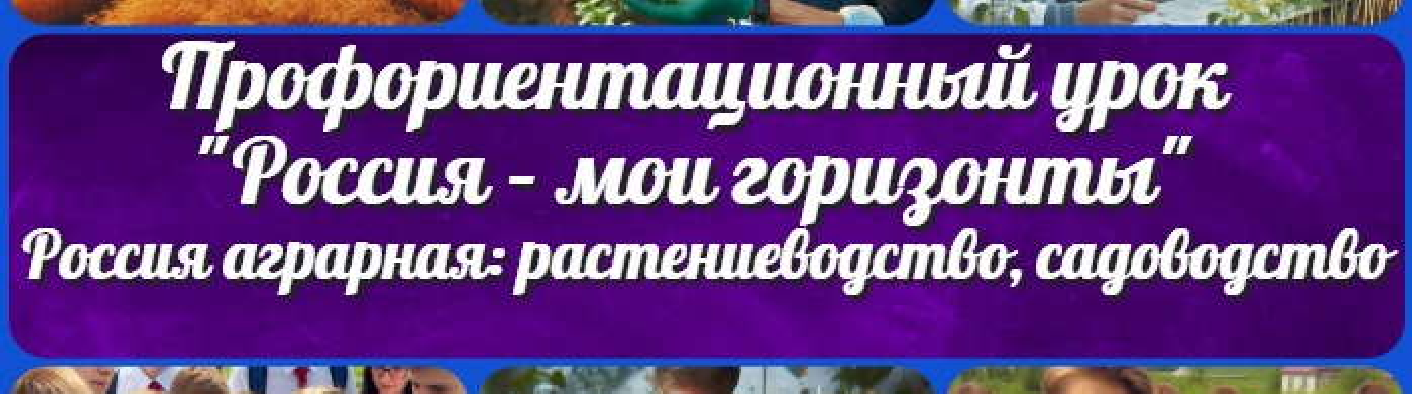 Профориентационный урок
"Россия - мои горизонты"
Россия аграрная: растениеводство, садоводство